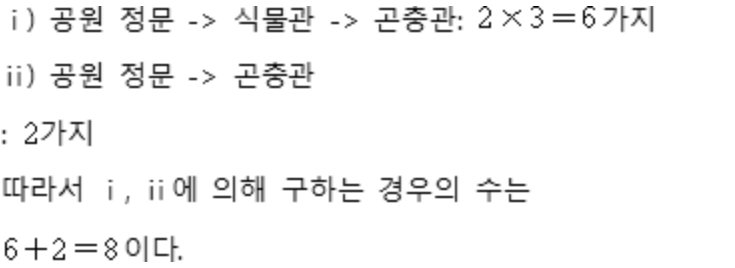 ⅰ) 공원 정문 -> 식물관 -> 곤충관: 2×3=6가지
ⅱ) 공원 정문 -> 곤충관
: 2가지
따라서 ⅰ, ⅱ에 의해 구하는 경우의 수는
6+2=8이다.